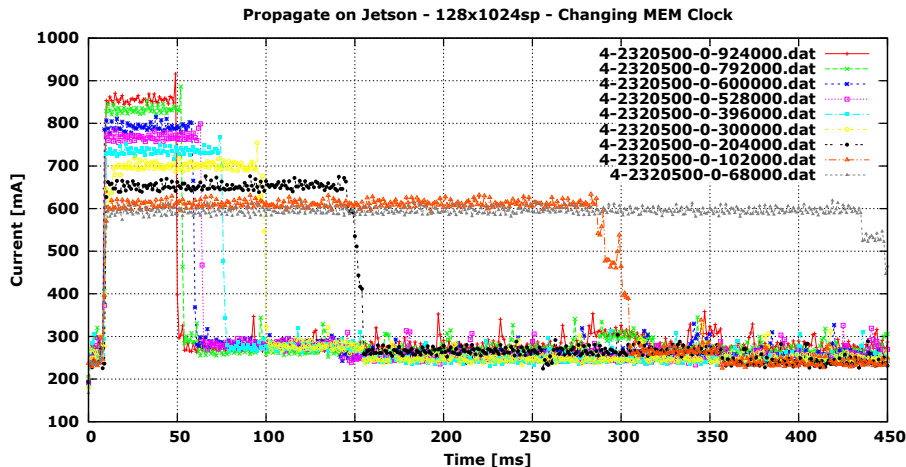 Propagate on Jetson - 128x1024sp - Changing MEM Clock
Current [mA]
1000
900
800
700
600
500
400
300
200
100
4-2320500-0-924000.dat
4-2320500-0-792000.dat
4-2320500-0-600000.dat
4-2320500-0-528000.dat
4-2320500-0-396000.dat
4-2320500-0-300000.dat
4-2320500-0-204000.dat
4-2320500-0-102000.dat
4-2320500-0-68000.dat
0 50 100 150 200 250 300 350 400 450
Time [ms]